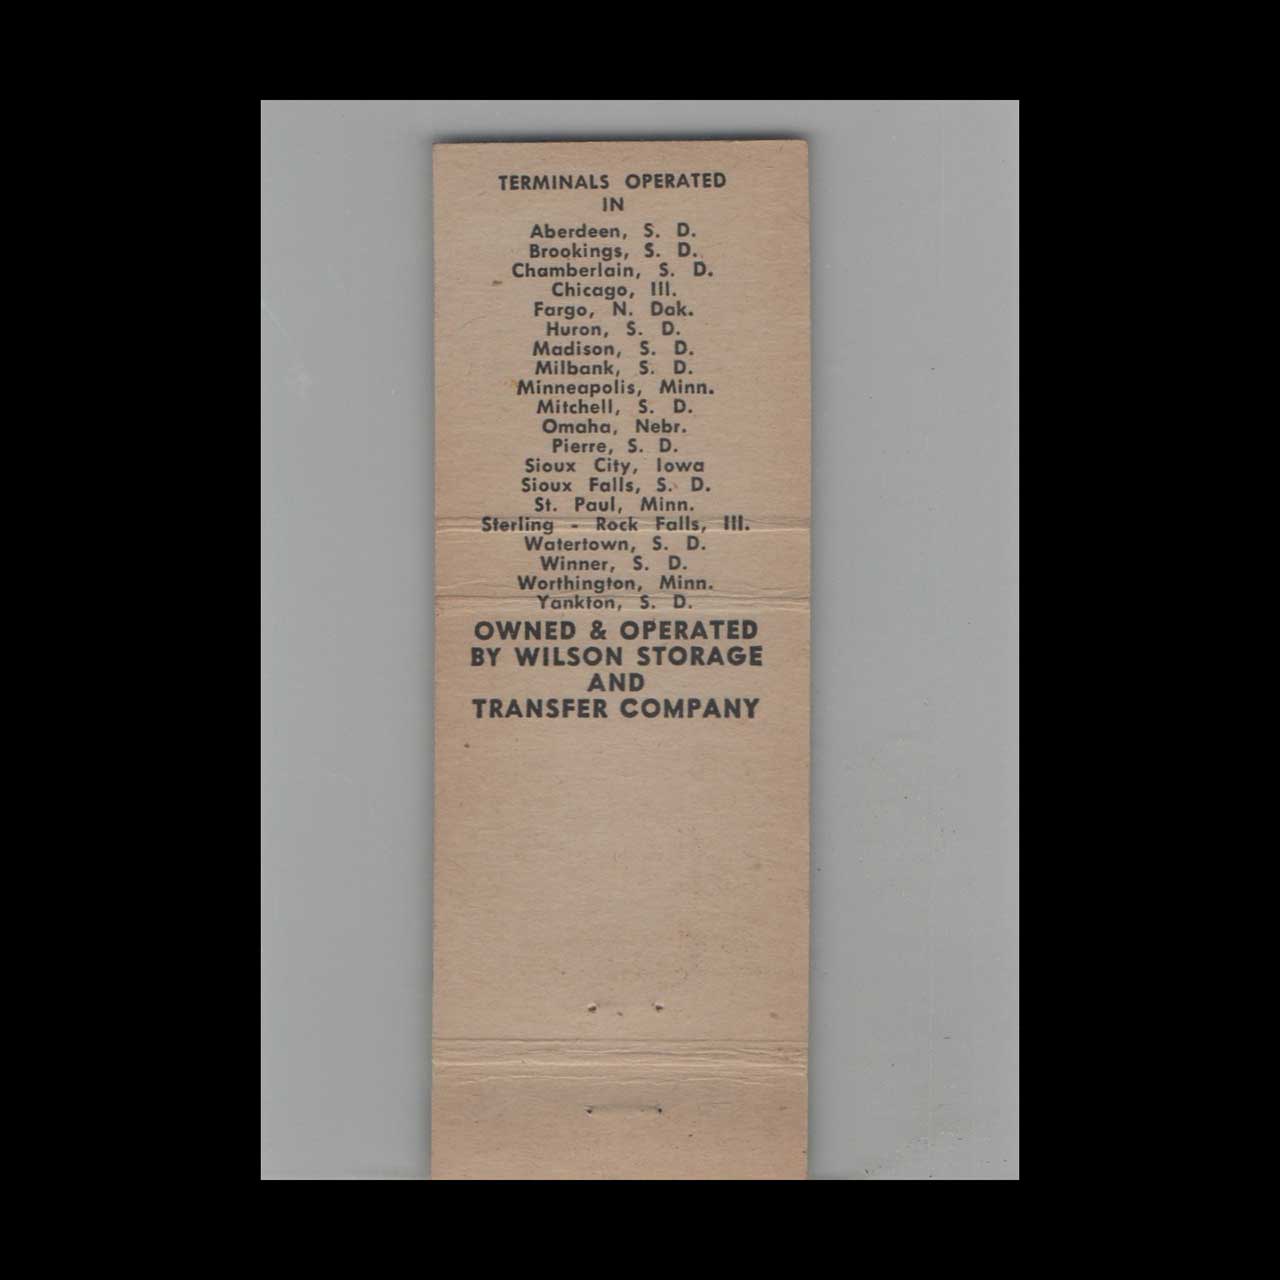 TERMINALS OPERATED
IN
Aberdeen, S. D.
Brookings, S. D.
Chamberlain, S. D.
Chicago, Ill.
Fargo, N. Dak.
Huron, S. D.
Madison, S. D.
Milbank, S. D.
Minneapolis, Minn.
Mitchell, S. D.
Omaha, Nebr.
Pierre, S. D.
Sioux City, Iowa
Sioux Falls, S. D.
St. Paul, Minn.
Sterling - Rock Falls, Ill.
Watertown, S. D.
Winner, S. D.
Worthington, Minn.
Yankton, S. D.
OWNED & OPERATED
BY WILSON STORAGE
AND
TRANSFER COMPANY